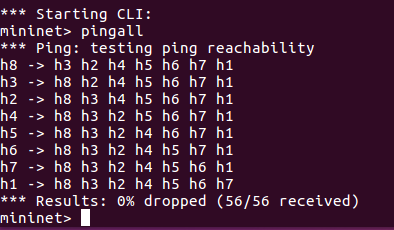 *** Starting CLI:
mininet> pingall
*** Ping: testing ping reachability
h8 -> h3 h2 h4 h5 h6 h7 h1
h3 -> h8 h2 h4 h5 h6 h7 h1
h2 -> h8 h3 h4 h5 h6 h7 h1
h4 -> h8 h3 h2 h5 h6 h7 h1
h5 -> h8 h3 h2 h4 h6 h7 h1
h6 -> h8 h3 h2 h4 h5 h7 h1
h7 -> h8 h3 h2 h4 h5 h6 h1
h1 -> h8 h3 h2 h4 h5 h6 h7
*** Results: 0% dropped (56/56 received)
mininet>